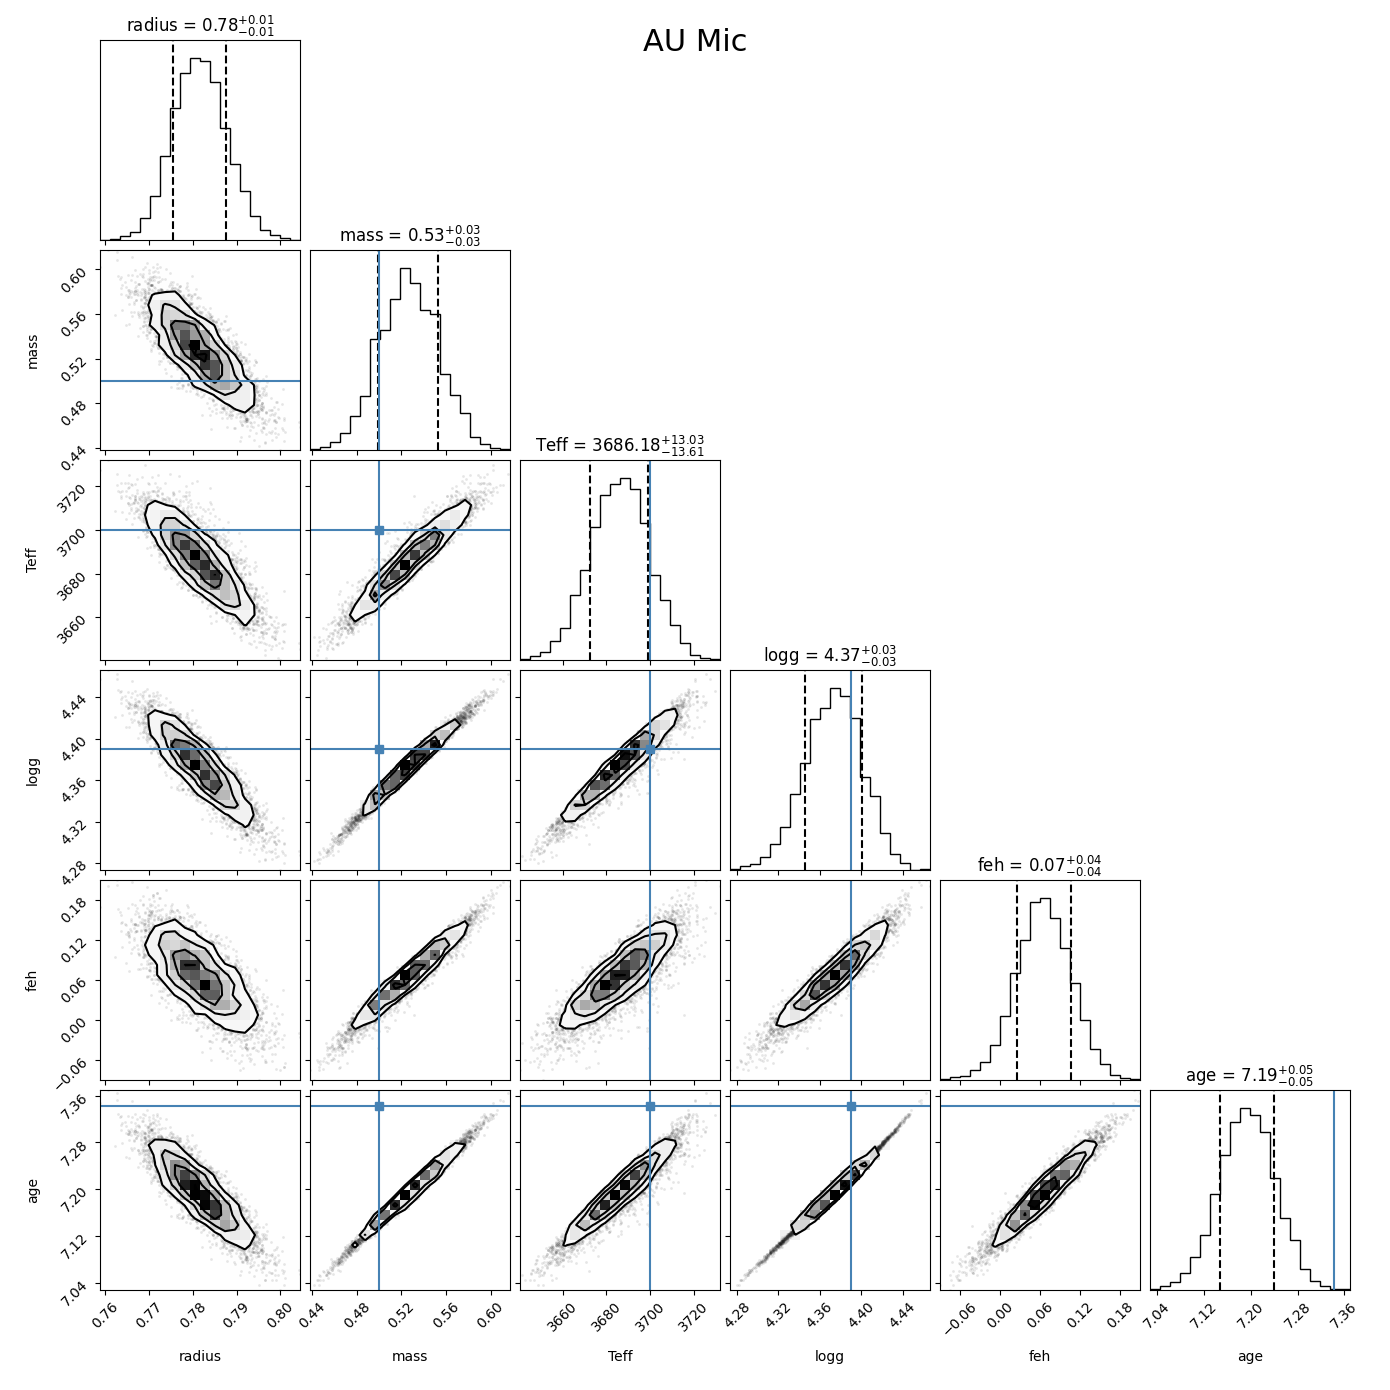 AU Mic
radius = 0.78+0.01 −0.01
mass = 0.53+0.03 −0.03
0.60
0.56
0.52
0.48
0.44
mass
Teff = 3686.18+13.03 −13.61
3720
3700
3680
3660
Teff
logg = 4.37+0.03 −0.03
4.44
4.40
4.36
4.32
4.28
logg
feh = 0.07+0.04 −0.04
0.18
0.12
0.06
0.00
−0.06
feh
age = 7.19+0.05 −0.05
7.36
7.28
7.20
7.12
7.04
age
0.76 0.77 0.78 0.79 0.80 0.44 0.48 0.52 0.56 0.60 3660 3680 3700 3720 4.28 4.32 4.36 4.40 4.44 −0.06 0.00 0.06 0.12 0.18 7.04 7.12 7.20 7.28 7.36
radius mass Teff logg feh age